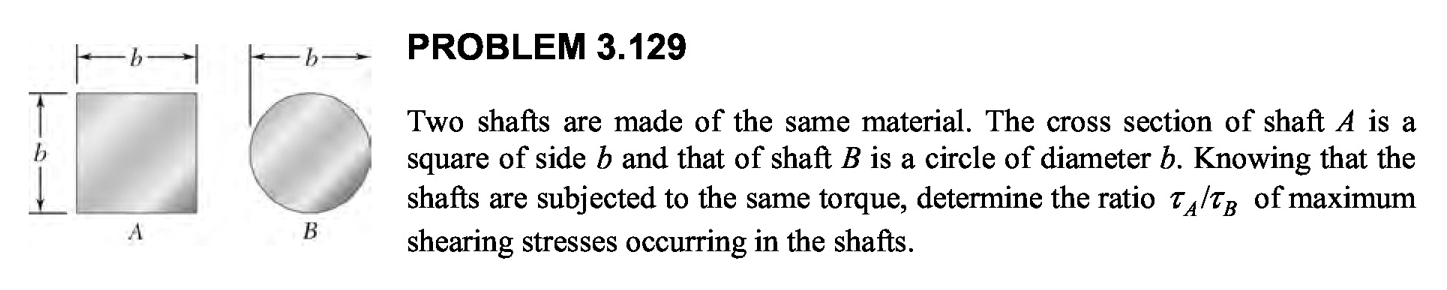 PROBLEM 3.129
b
b
b
A
B
Two shafts are made of the same material. The cross section of shaft A is a
square of side b and that of shaft B is a circle of diameter b. Knowing that the
shafts are subjected to the same torque, determine the ratio τ_A/τ_B of maximum
shearing stresses occurring in the shafts.